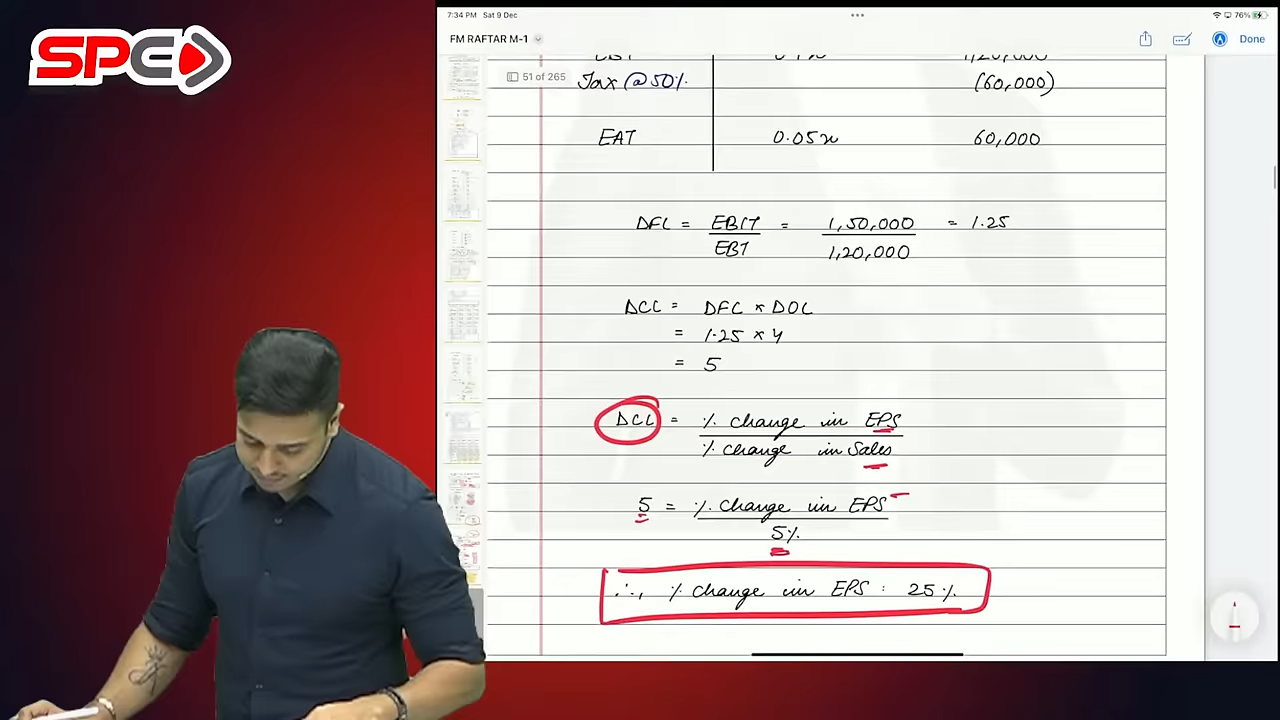 SPC
7:34 PM Sat 9 Dec
76%
FM RAFTAR M-1
Done
51 of 265
Tax @50%
(60,000)
EAT 0.05x 60,000
DFL = EBIT = 1,50,000 = 1.25
EBT 1,20,000
DCL = DFL × DOL
= 1.25 × 4
= 5
DCL = % change in EPS
% change in Sales
5 = % change in EPS
5%
∴, % change in EPS : 25%